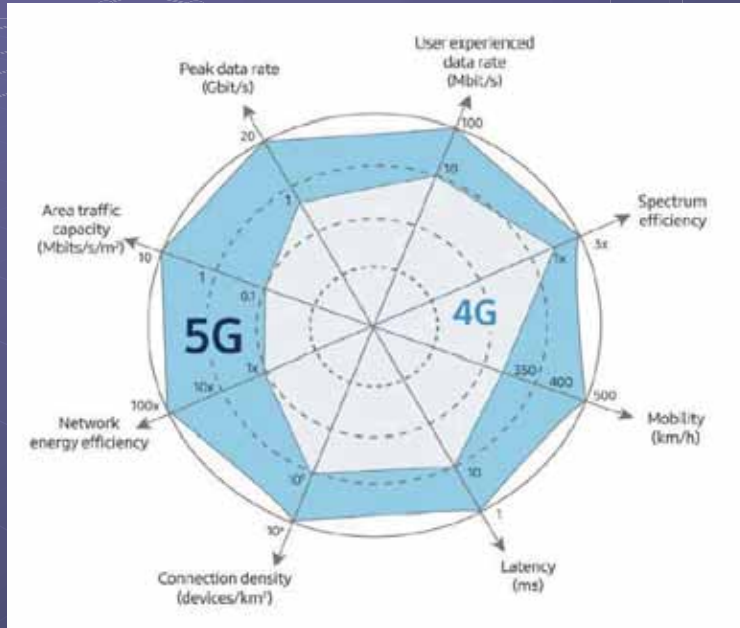 User experienced
data rate
(Mbit/s)
Peak data rate
(Gbit/s)
20
100
1
10
Area traffic
capacity
(Mbits/s/m²)
Spectrum
efficiency
10
1
0.1
1x
3x
5G
4G
1x
10x
100x
350
400
500
Network
energy efficiency
Mobility
(km/h)
10
1
Connection density
(devices/km²)
Latency
(ms)